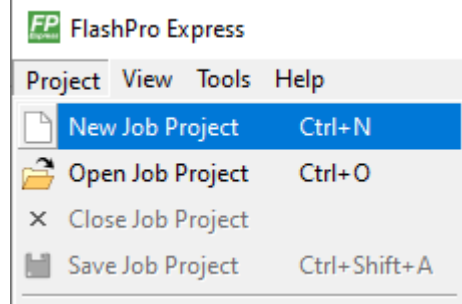 FP Express FlashPro Express
Project View Tools Help
New Job Project Ctrl+N
Open Job Project Ctrl+O
Close Job Project
Save Job Project Ctrl+Shift+A